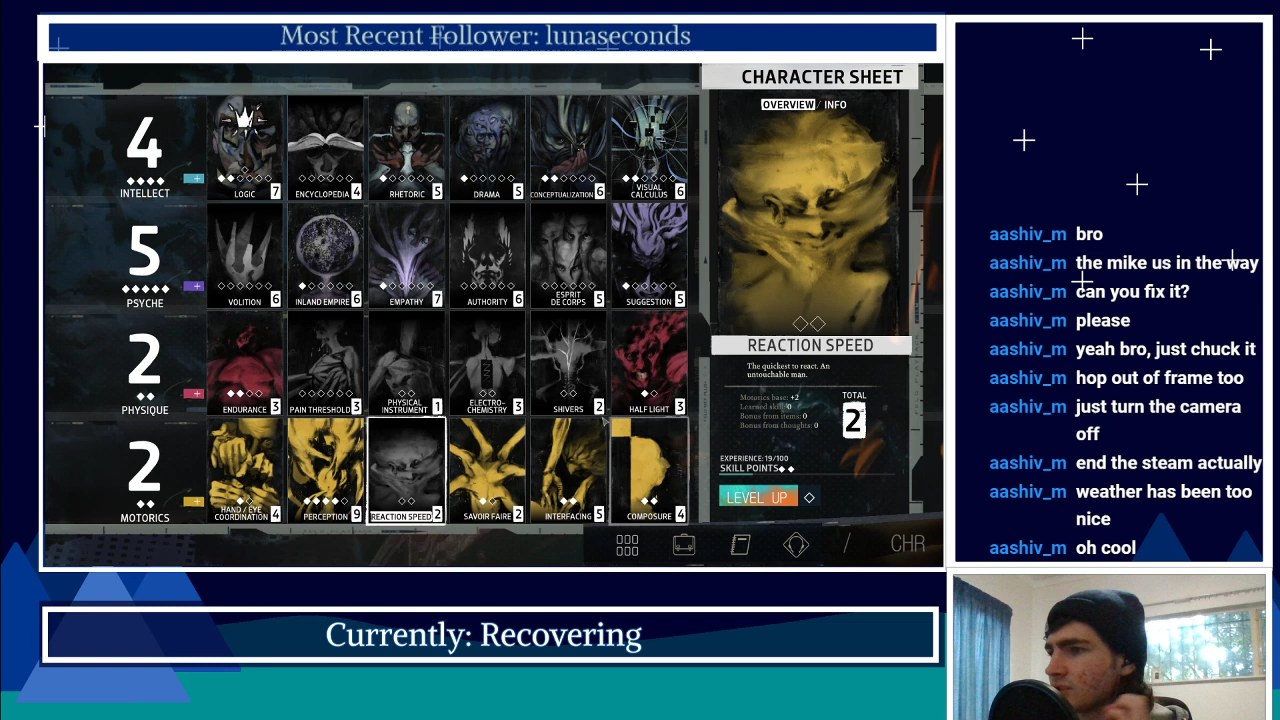 Most Recent Follower: lunaseconds
CHARACTER SHEET
OVERVIEW / INFO
4
INTELLECT
LOGIC 7
ENCYCLOPEDIA 4
RHETORIC 5
DRAMA 5
CONCEPTUALIZATION 6
VISUAL
CALCULUS 6
5
PSYCHE
VOLITION 6
INLAND EMPIRE 6
EMPATHY 7
AUTHORITY 6
ESPRIT
DE CORPS 5
SUGGESTION 5
2
PHYSIQUE
ENDURANCE 3
PAIN THRESHOLD 3
PHYSICAL
INSTRUMENT 1
ELECTRO-
CHEMISTRY 3
SHIVERS 2
HALF LIGHT 3
2
MOTORICS
HAND / EYE
COORDINATION 4
PERCEPTION 9
REACTION SPEED 2
SAVOIR FAIRE 2
INTERFACING 5
COMPOSURE 4
REACTION SPEED
The quickest to react. An
untouchable man.
Motorics base: +2
Learned skill: 0
Bonus from items: 0
Bonus from thoughts: 0
TOTAL
2
EXPERIENCE: 19/100
SKILL POINTS
LEVEL UP
/ CHR
aashiv_m bro
aashiv_m the mike us in the way
aashiv_m can you fix it?
aashiv_m please
aashiv_m yeah bro, just chuck it
aashiv_m hop out of frame too
aashiv_m just turn the camera
off
aashiv_m end the steam actually
aashiv_m weather has been too
nice
aashiv_m oh cool
Currently: Recovering